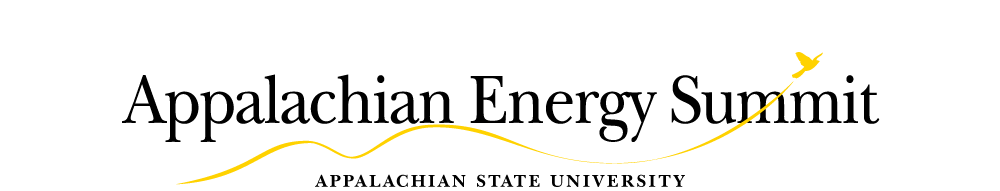 Appalachian Energy Summit
APPALACHIAN STATE UNIVERSITY